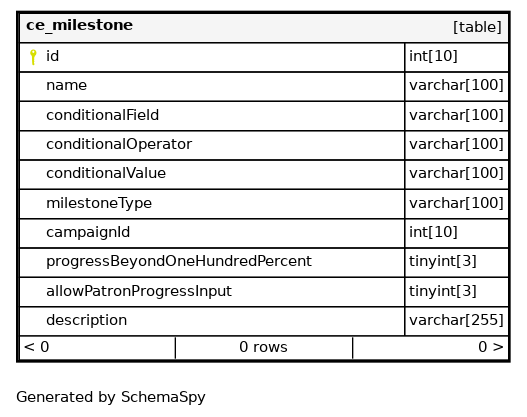 ce_milestone [table]
id int[10]
name varchar[100]
conditionalField varchar[100]
conditionalOperator varchar[100]
conditionalValue varchar[100]
milestoneType varchar[100]
campaignId int[10]
progressBeyondOneHundredPercent tinyint[3]
allowPatronProgressInput tinyint[3]
description varchar[255]
< 0 0 rows 0 >
Generated by SchemaSpy